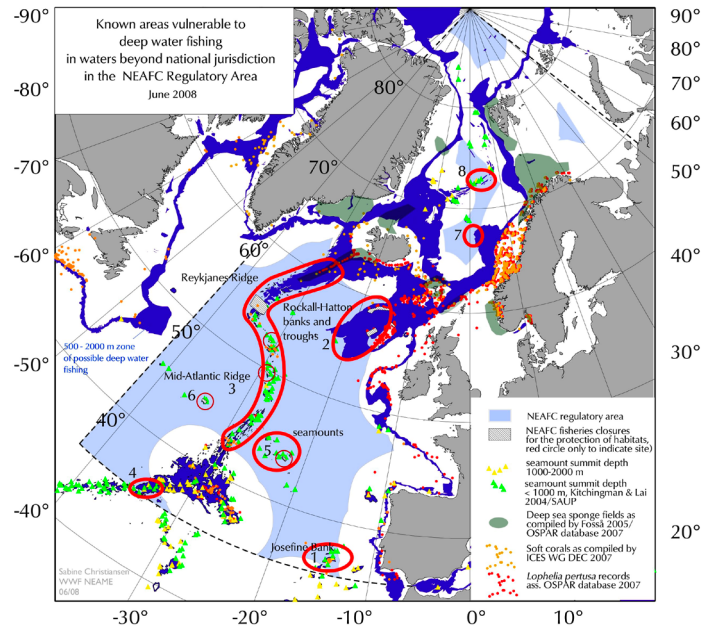 Known areas vulnerable to
deep water fishing
in waters beyond national jurisdiction
in the NEAFC Regulatory Area
June 2008
-90°
-80°
-70°
-60°
-50°
-40°
90°
80°
70°
60°
50°
40°
30°
20°
80°
70°
60°
50°
40°
8
7
Reykjanes Ridge
Rockall-Hatton
banks and
troughs
2
500 - 2000 m zone
of possible deep water
fishing
Mid-Atlantic Ridge
3
6
seamounts
5
4
Josefine Bank
1
NEAFC regulatory area
NEAFC fisheries
closures
(for the protection of habitats,
red circle only to indicate site)
seamount summit depth
1000-2000 m
seamount summit depth
< 1000 m, Kitchingman & Lai
2004/SAUP
Deep sea sponge fields as
compiled by Fosså 2005/
OSPAR database 2007
Soft corals as compiled by
ICES WG DEC 2007
Lophelia pertusa records
ass. OSPAR database 2007
Sabine Christiansen
WWF NEAME
06/08
-30° -20° -10° 0° 10°